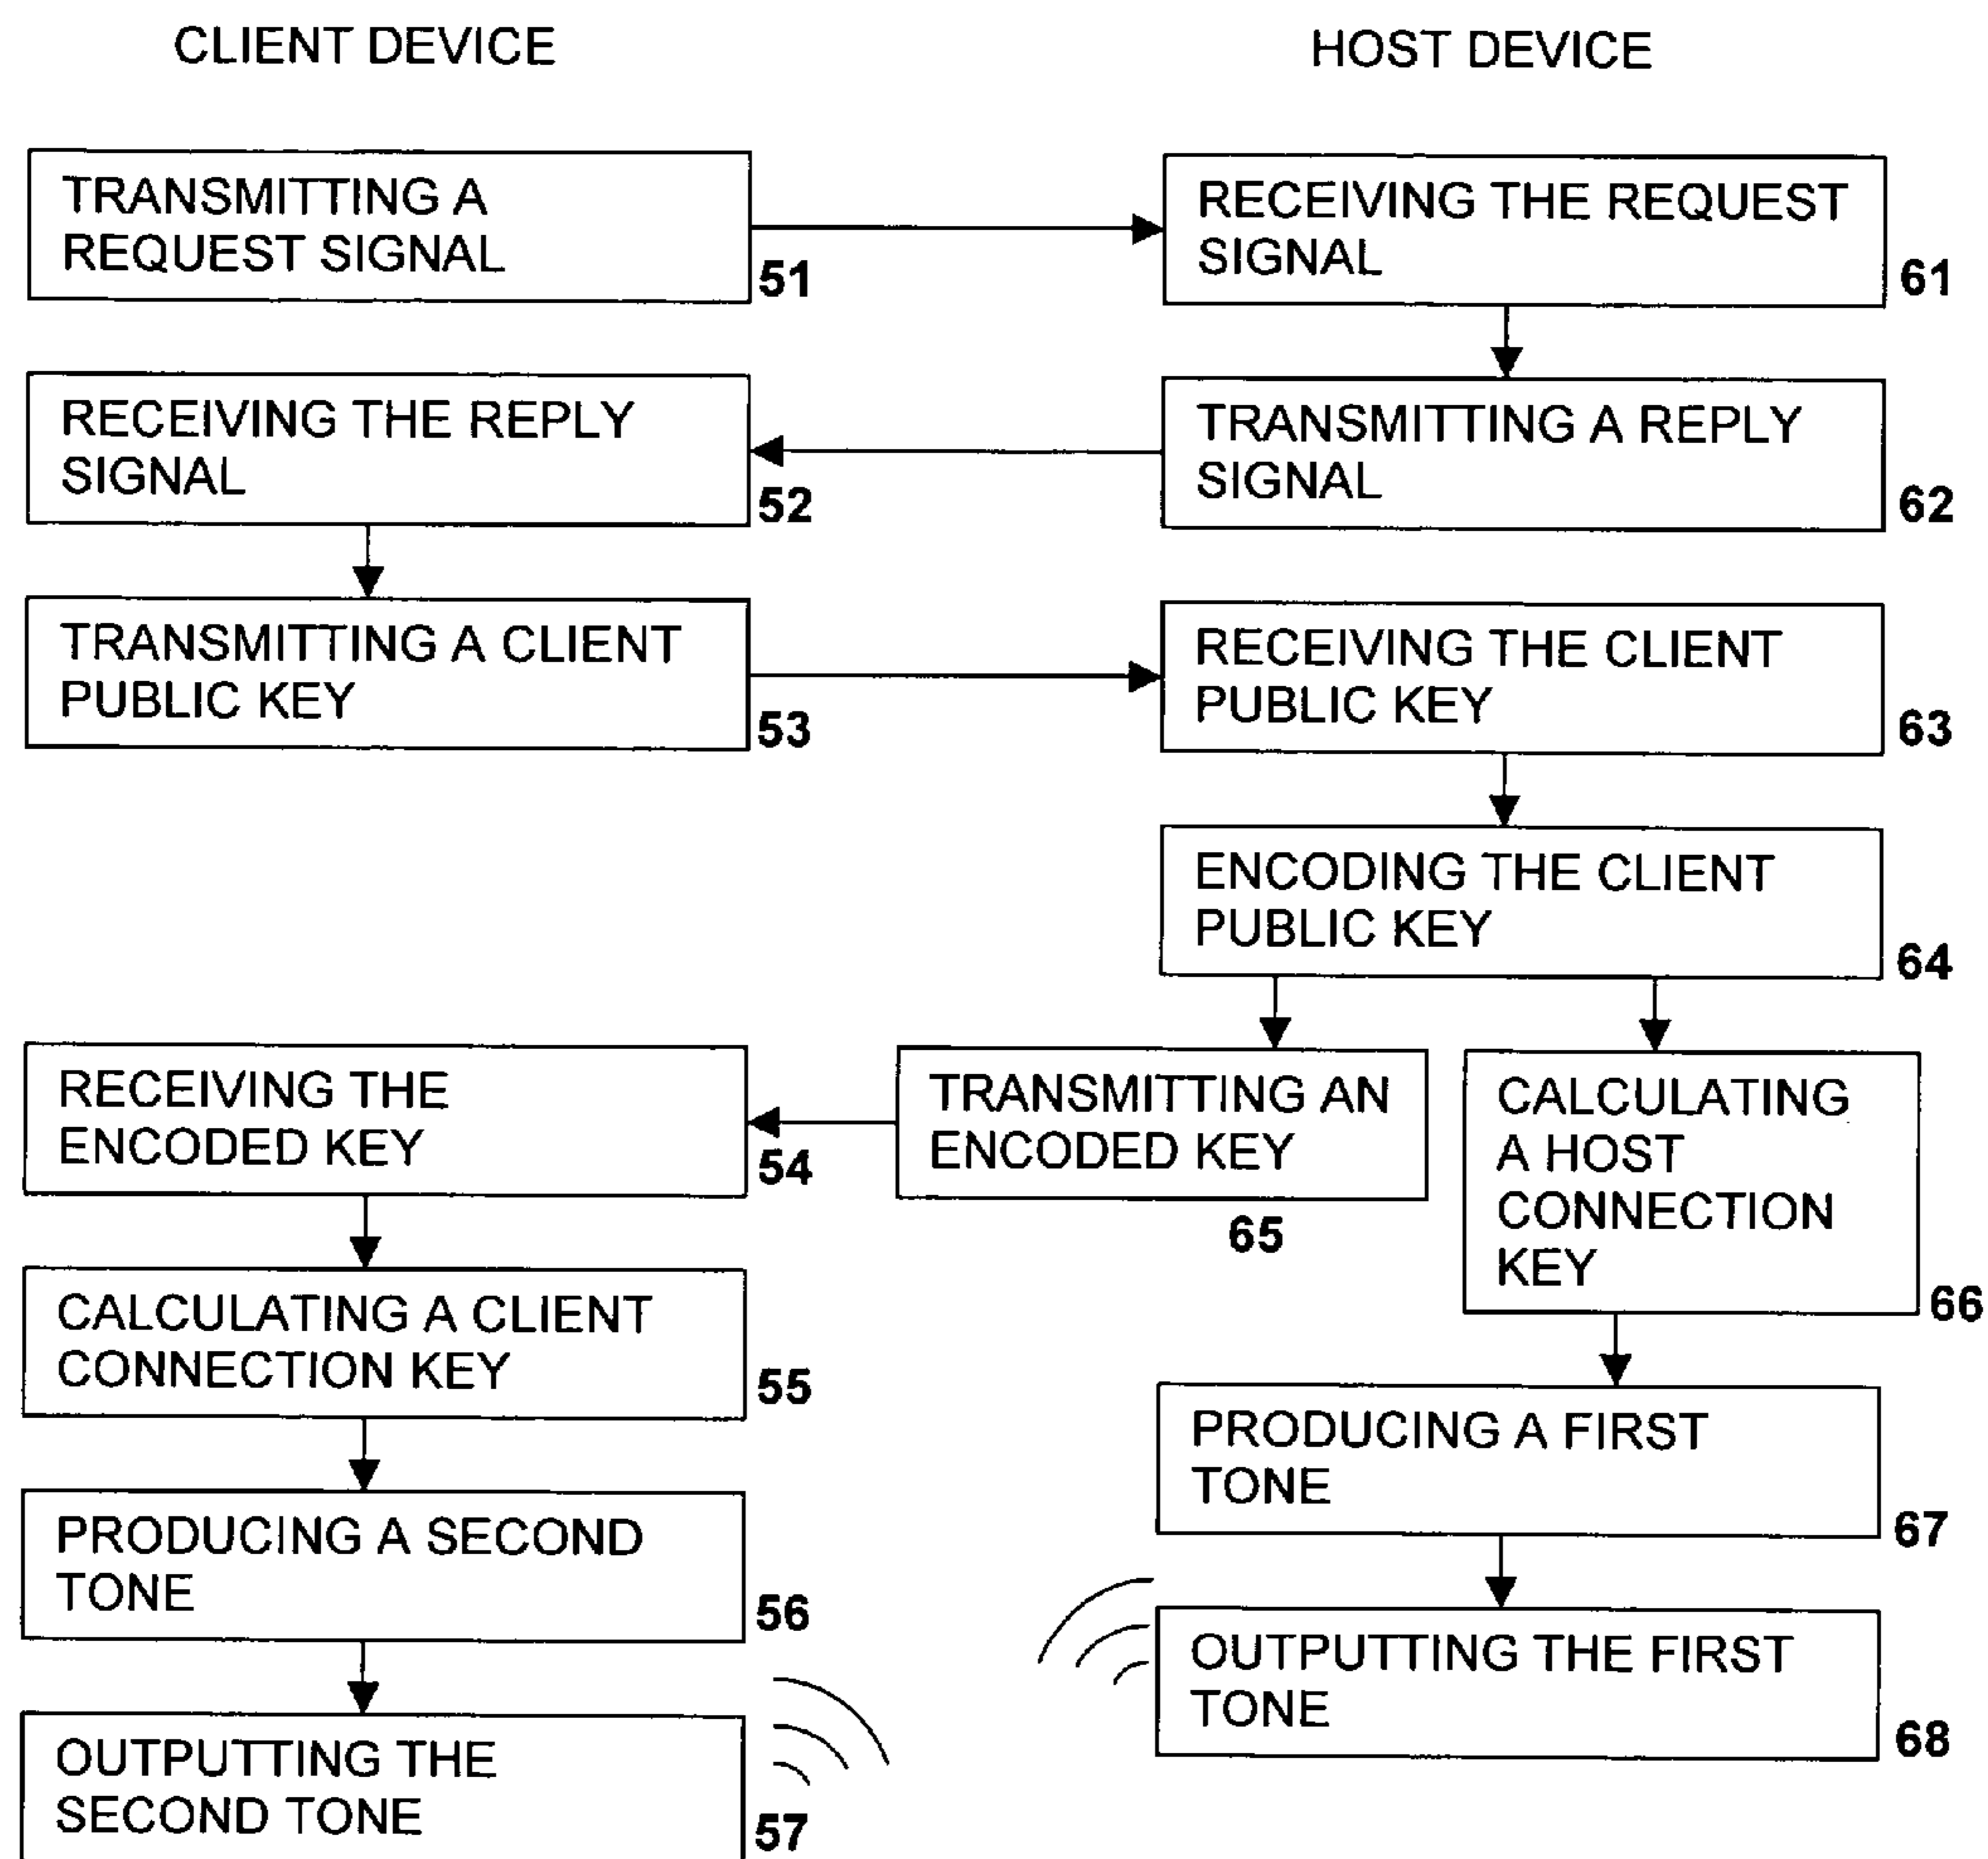 CLIENT DEVICE
HOST DEVICE
TRANSMITTING A
REQUEST SIGNAL
51
RECEIVING THE REQUEST
SIGNAL
61
RECEIVING THE REPLY
SIGNAL
52
TRANSMITTING A REPLY
SIGNAL
62
TRANSMITTING A CLIENT
PUBLIC KEY
53
RECEIVING THE CLIENT
PUBLIC KEY
63
ENCODING THE CLIENT
PUBLIC KEY
64
RECEIVING THE
ENCODED KEY
54
TRANSMITTING AN
ENCODED KEY
65
CALCULATING
A HOST
CONNECTION
KEY
66
CALCULATING A CLIENT
CONNECTION KEY
55
PRODUCING A FIRST
TONE
67
PRODUCING A SECOND
TONE
56
OUTPUTTING THE FIRST
TONE
68
OUTPUTTING THE
SECOND TONE
57